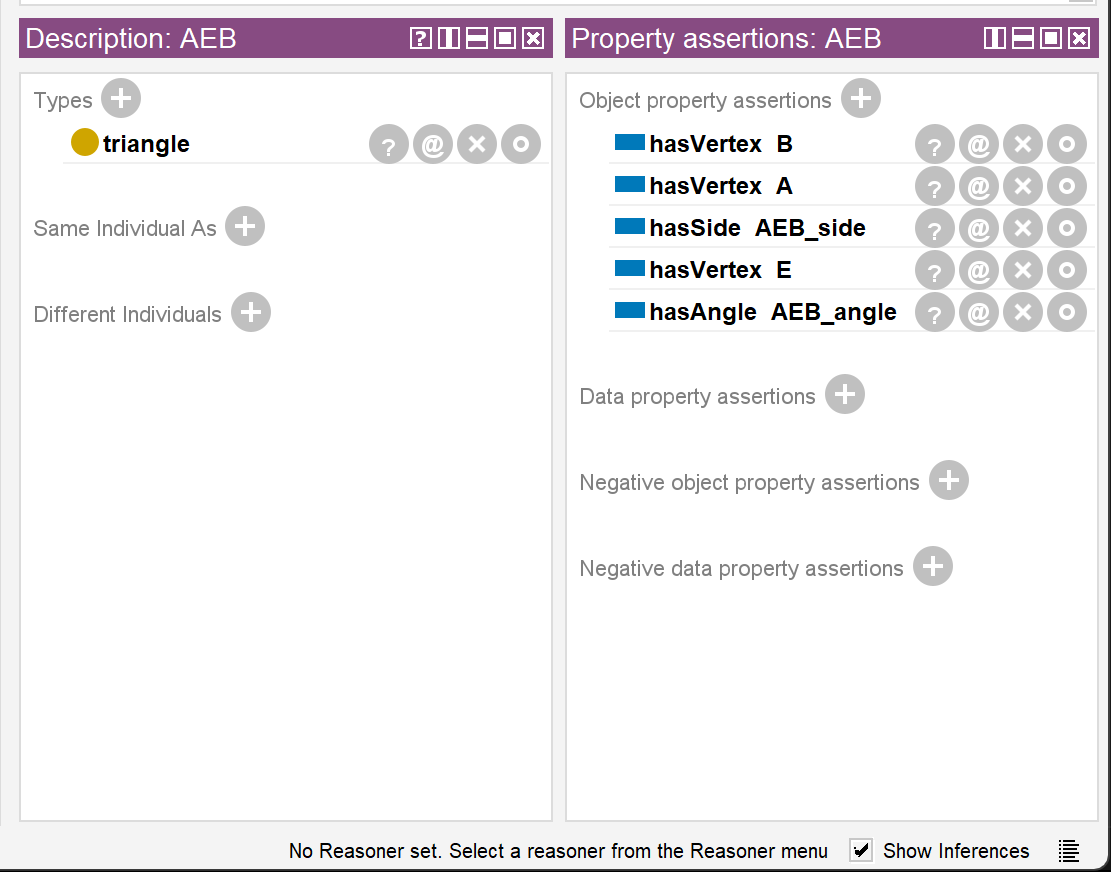 Description: AEB
Types
triangle
Same Individual As
Different Individuals
Property assertions: AEB
Object property assertions
hasVertex B
hasVertex A
hasSide AEB_side
hasVertex E
hasAngle AEB_angle
Data property assertions
Negative object property assertions
Negative data property assertions
No Reasoner set. Select a reasoner from the Reasoner menu Show Inferences